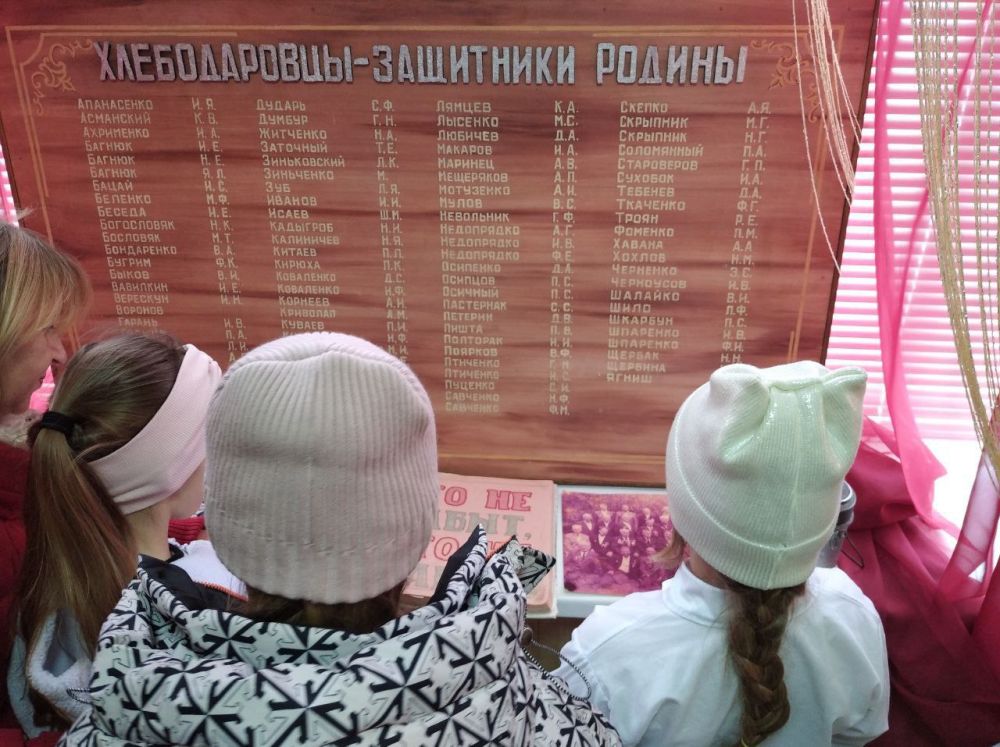 ХЛЕБОДАРОВЦЫ-ЗАЩИТНИКИ РОДИНЫ
АПАНАСЕНКО И.Я.
АСМАНСКИЙ К.В.
АХРИМЕНКО И.А.
БАГНЮК И.Е.
БАГНЮК Н.Е.
БАГНЮК Я.Л.
БАЦАЙ И.С.
БЕЛЕНКО М.Ф.
БЕСЕДА И.Е.
БОГОСЛОВЯК Н.К.
БОСЛОВЯК М.Т.
БОНДАРЕНКО В.А.
БУГРИМ Ф.К.
БЫКОВ В.И.
ВАВИЛКИН И.Е.
ВЕРЕСКУН И.Н.
ВОРОНОВ
ГАРАНЬ И.В.
П.А.
ДУДАРЬ С.Ф.
ДУМБУР Г.Н.
ЖИТЧЕНКО Н.А.
ЗАТОЧНЫЙ Т.Е.
ЗИНЬКОВСКИЙ Л.К.
ЗИНЬЧЕНКО М.
ЗУБ Л.Я.
ИВАНОВ И.И.
ИСАЕВ Ш.М.
КАДЫГРОБ Н.И.
КАЛИНИЧЕВ Н.Я.
КИТАЕВ П.Л.
КИРЮХА П.К.
КОВАЛЕНКО Д.С.
КОВАЛЕНКО Н.Ф.
КОРНЕЕВ А.И.
КРИВОЛАП А.М.
КУВАЕВ П.И.
ЛЯМЦЕВ К.А.
ЛЫСЕНКО М.С.
ЛЮБИЧЕВ Д.А.
МАКАРОВ И.А.
МАРИНЕЦ А.В.
МЕЩЕРЯКОВ А.П.
МОТУЗЕНКО А.И.
МУЛОВ В.С.
НЕВОЛЬНИК Г.Ф.
НЕДОПРЯДКО А.Г.
НЕДОПРЯДКО И.В.
НЕДОПРЯДКО Ф.Е.
ОСИПЕНКО Д.А.
ОСИПЦОВ П.С.
ОСИЧНЫЙ П.С.
ПАСТЕРНАК С.С.
ПЕТЕРИН Д.В.
ПИШТА П.В.
ПОЛТОРАК И.И.
ПОЯРКОВ В.Ф.
ПТИЧЕНКО Г.Н.
ПТИЧЕНКО Н.С.
ПУЦЕНКО С.И.
САВЧЕНКО Н.Ф.
САВЧЕНКО Ф.М.
СКЕПКО А.Я.
СКРЫПНИК М.Г.
СКРЫПНИК Н.Г.
СОЛОМЯННЫЙ П.А.
СТАРОВЕРОВ Г.П.
СУХОБОК И.А.
ТЕБЕНЕВ Д.А.
ТКАЧЕНКО Ф.Г.
ТРОЯН Р.Е.
ФОМЕНКО П.М.
ХАВАНА А.А.
ХОХЛОВ Н.М.
ЧЕРНЕНКО З.С.
ЧЕРНОУСОВ И.В.
ШАЛАЙКО В.И.
ШИЛО П.Ф.
ШКАРБУН П.С.
ШПАРЕНКО И.В.
ШПАРЕНКО Ф.И.
ЩЕРБАК Н.Н.
ЩЕРБИНА
ЯГНИШ
НЕ